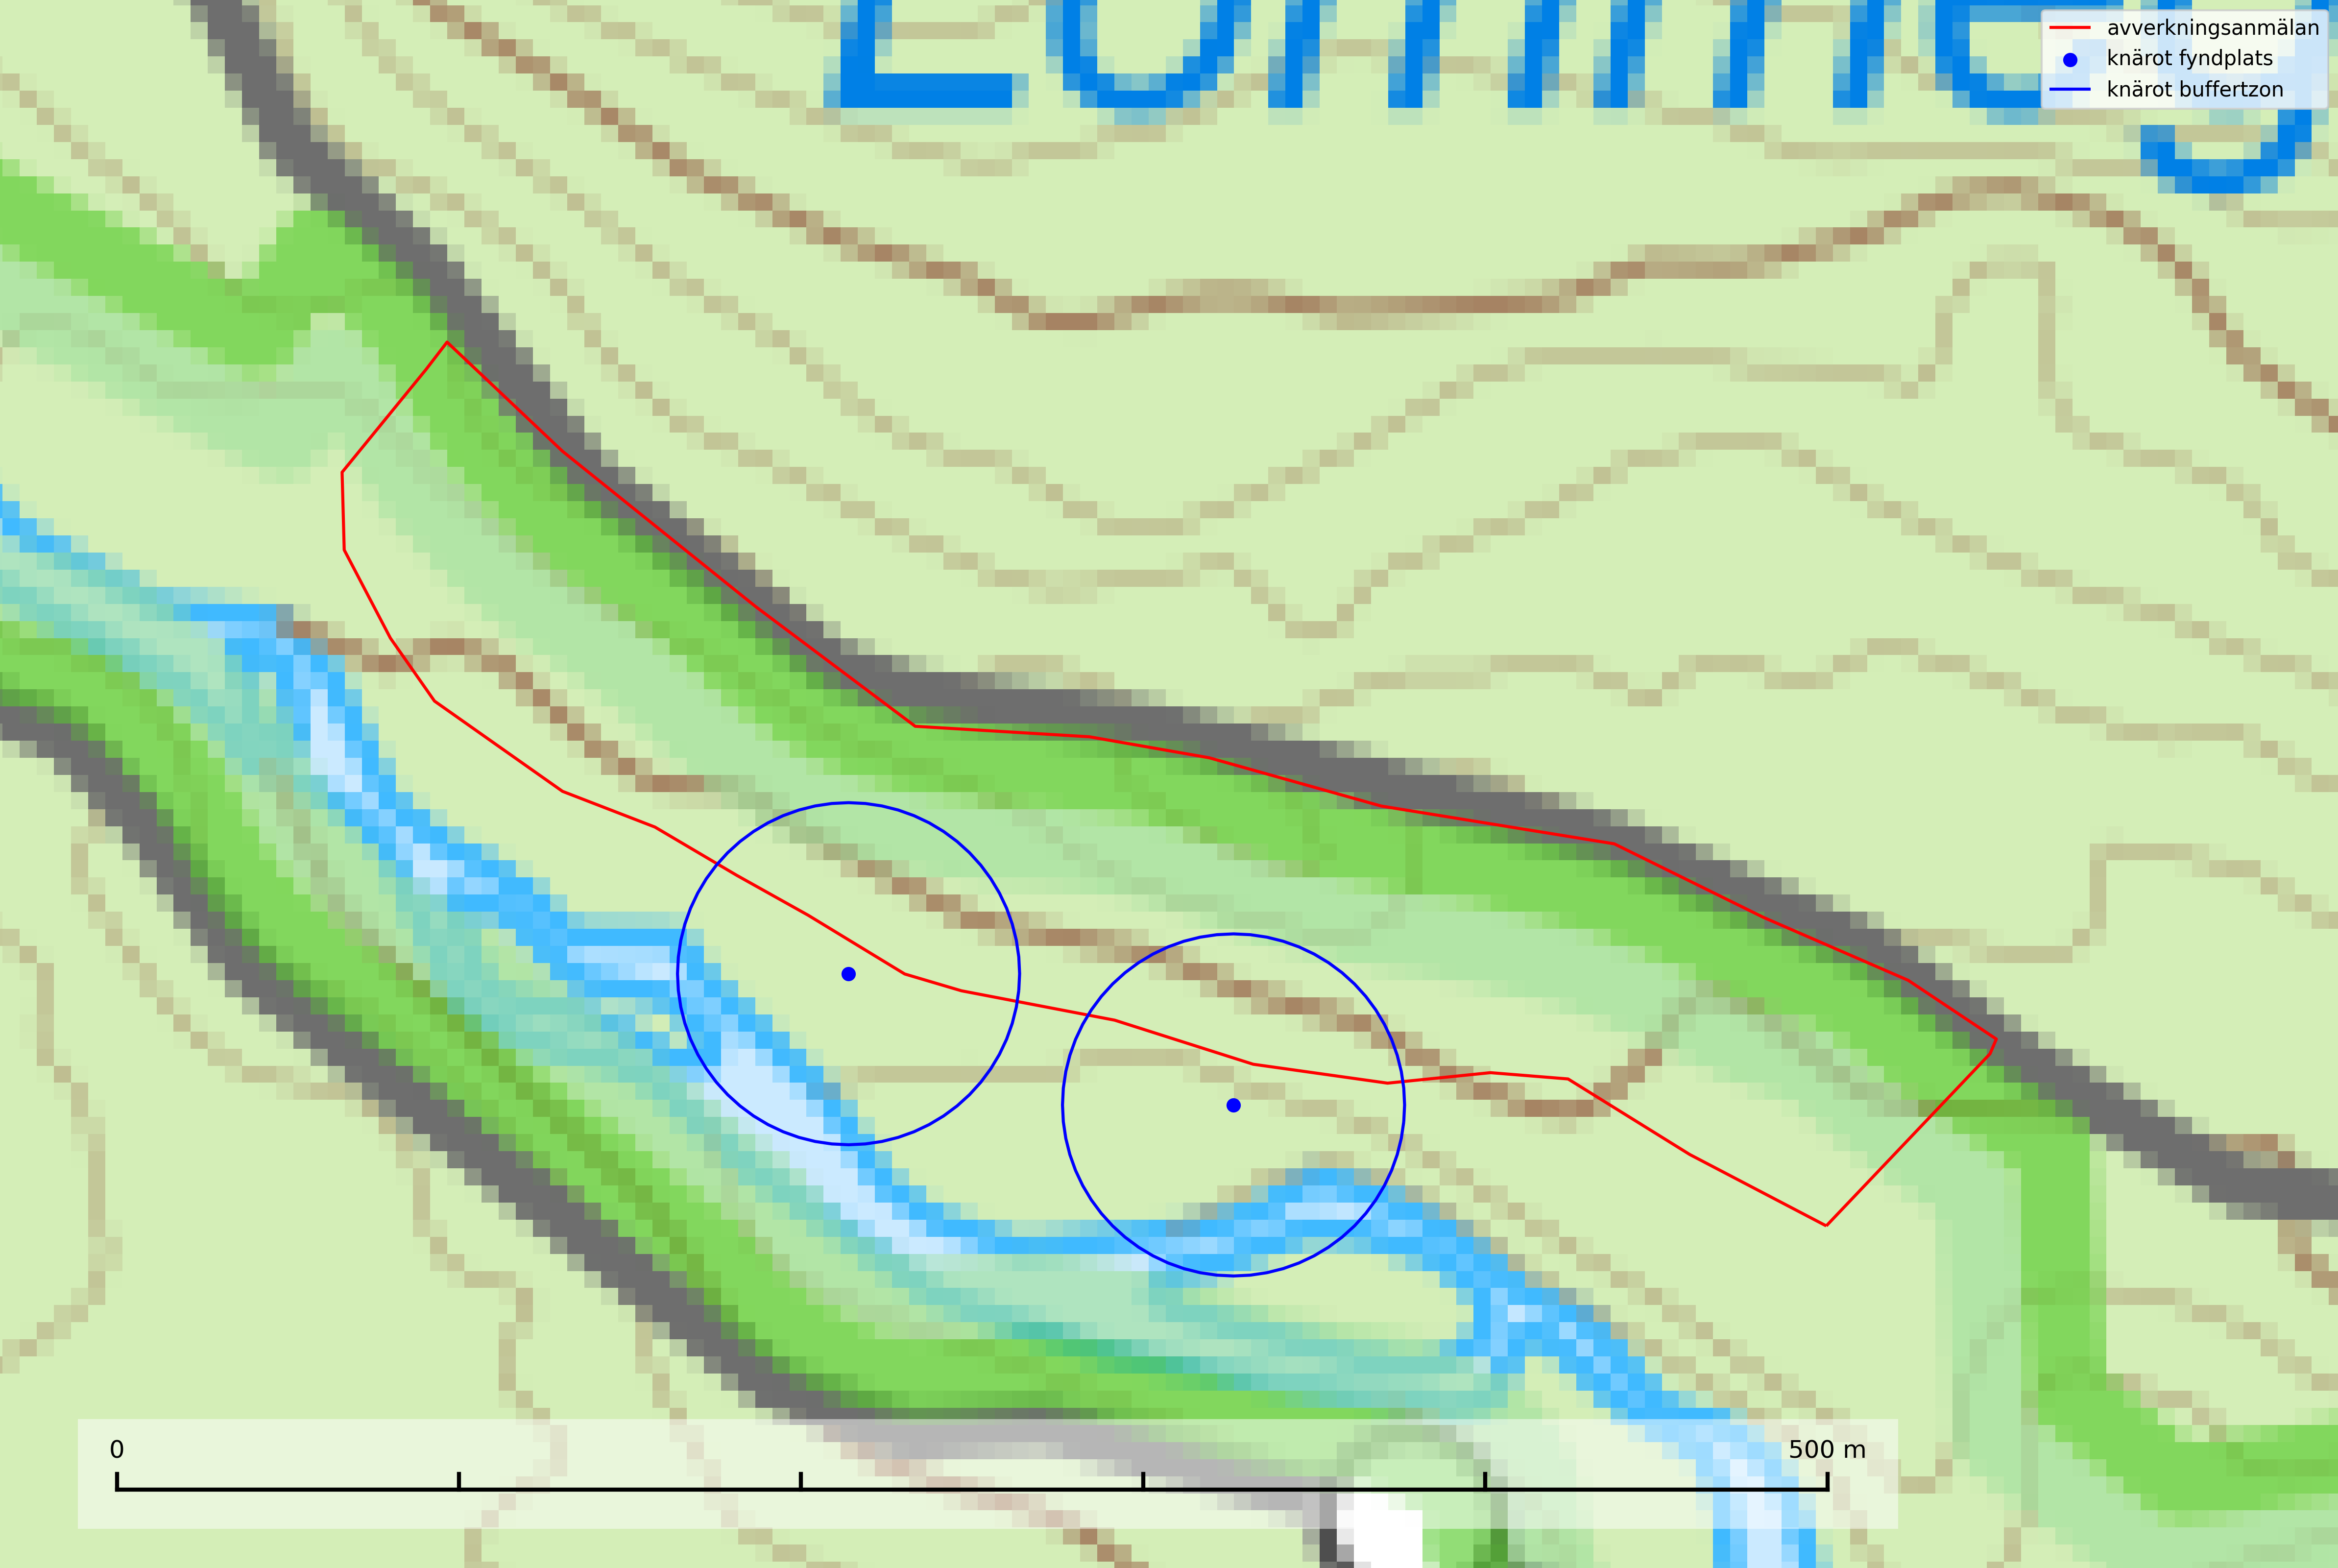 avverkningsanmälan
knärot fyndplats
knärot buffertzon
0
500 m